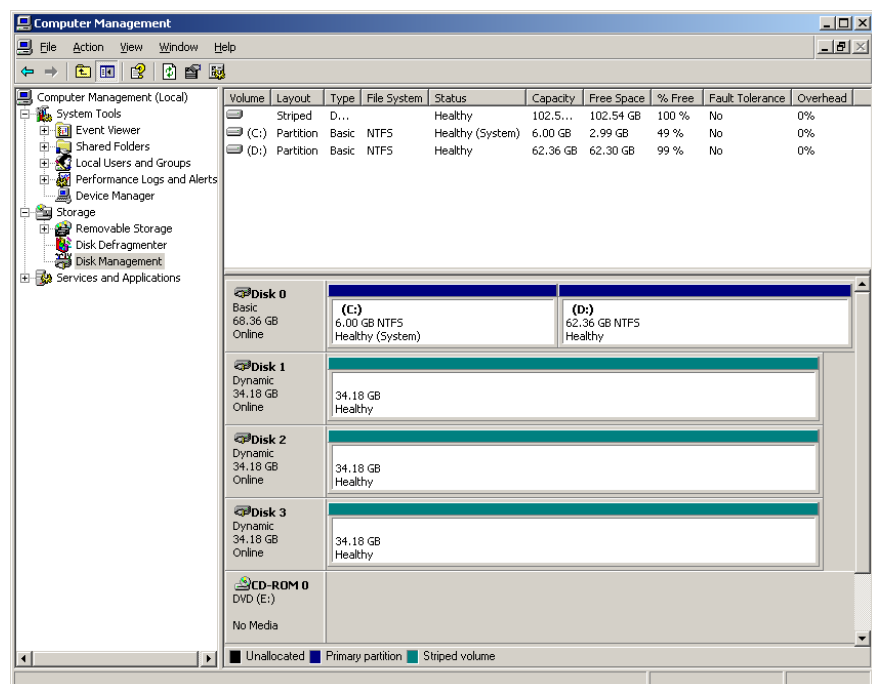 Computer Management
File Action View Window Help
Computer Management (Local)
System Tools
Event Viewer
Shared Folders
Local Users and Groups
Performance Logs and Alerts
Device Manager
Storage
Removable Storage
Disk Defragmenter
Disk Management
Services and Applications
Volume Layout Type File System Status Capacity Free Space % Free Fault Tolerance Overhead
Striped D... Healthy 102.5... 102.54 GB 100 % No 0%
(C:) Partition Basic NTFS Healthy (System) 6.00 GB 2.99 GB 49 % No 0%
(D:) Partition Basic NTFS Healthy 62.36 GB 62.30 GB 99 % No 0%
Disk 0
Basic
68.36 GB
Online
(C:)
6.00 GB NTFS
Healthy (System)
(D:)
62.36 GB NTFS
Healthy
Disk 1
Dynamic
34.18 GB
Online
34.18 GB
Healthy
Disk 2
Dynamic
34.18 GB
Online
34.18 GB
Healthy
Disk 3
Dynamic
34.18 GB
Online
34.18 GB
Healthy
CD-ROM 0
DVD (E:)
No Media
Unallocated Primary partition Striped volume